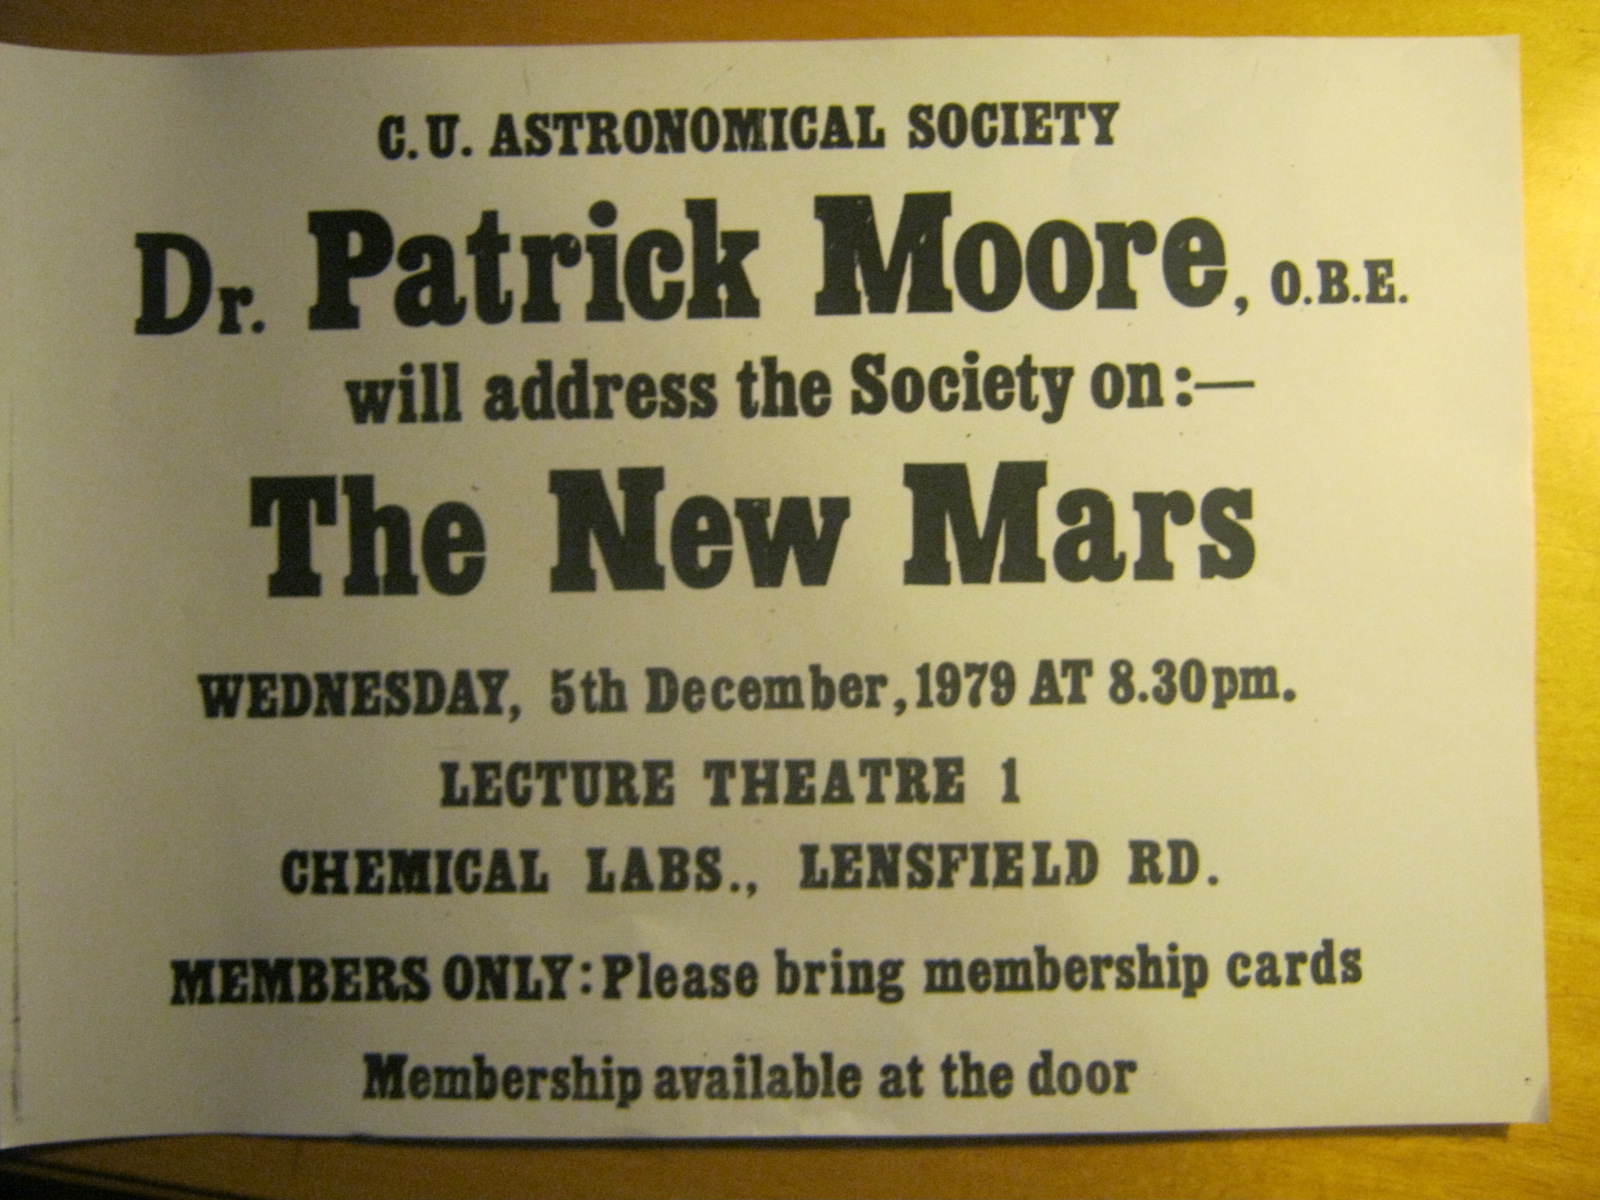 C.U. ASTRONOMICAL SOCIETY
Dr. Patrick Moore, O.B.E.
will address the Society on:—
The New Mars
WEDNESDAY, 5th December, 1979 AT 8.30pm.
LECTURE THEATRE 1
CHEMICAL LABS., LENSFIELD RD.
MEMBERS ONLY: Please bring membership cards
Membership available at the door